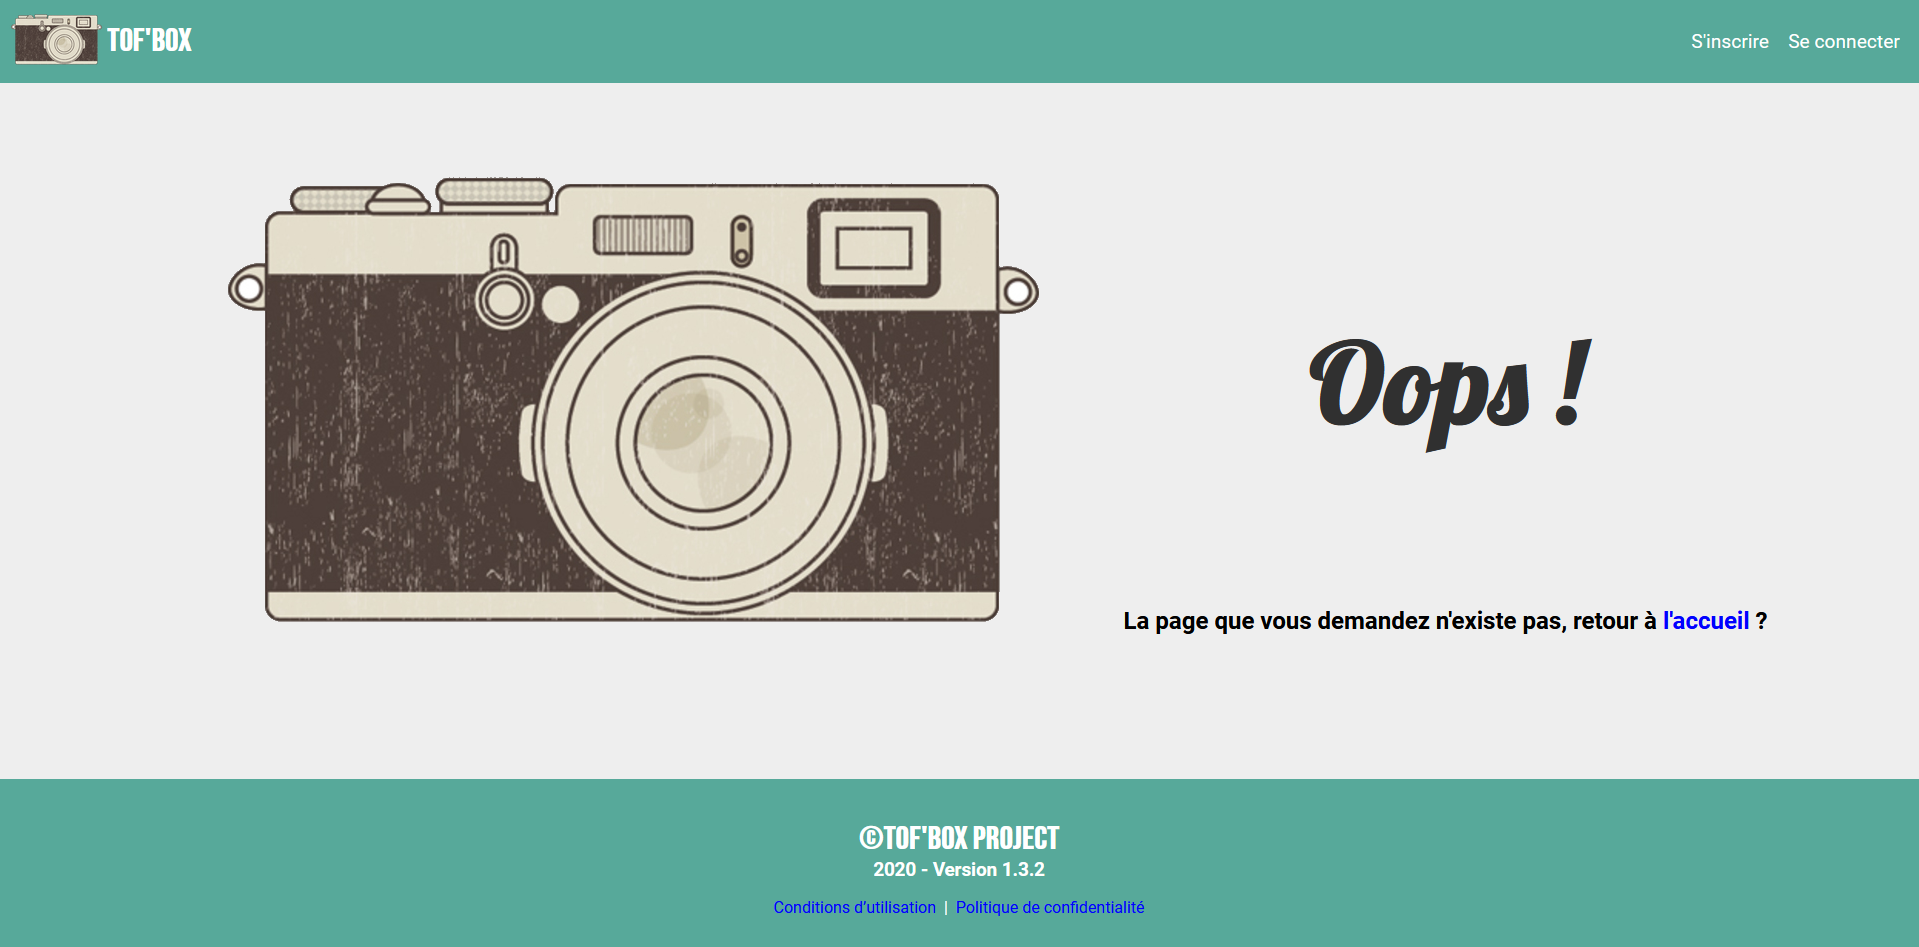 TOF'BOX
S'inscrire
Se connecter
Oops !
La page que vous demandez n'existe pas, retour à l'accueil ?
©TOF'BOX PROJECT
2020 - Version 1.3.2
Conditions d’utilisation | Politique de confidentialité